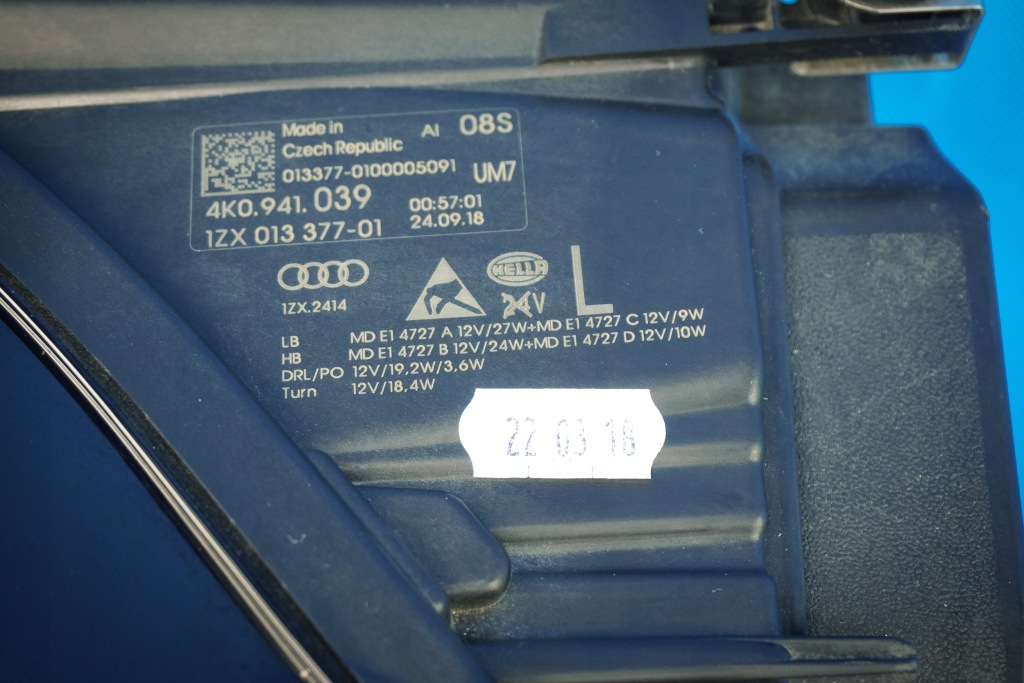 Made in AI 08S
Czech Republic
013377-0100005091 UM7
4K0.941.039 00:57:01
1ZX 013 377-01 24.09.18
HELLA
1ZX.2414 24V L
LB MD E1 4727 A 12V/27W+MD E1 4727 C 12V/9W
HB MD E1 4727 B 12V/24W+MD E1 4727 D 12V/10W
DRL/PO 12V/19,2W/3,6W
Turn 12V/18,4W
22 03 18